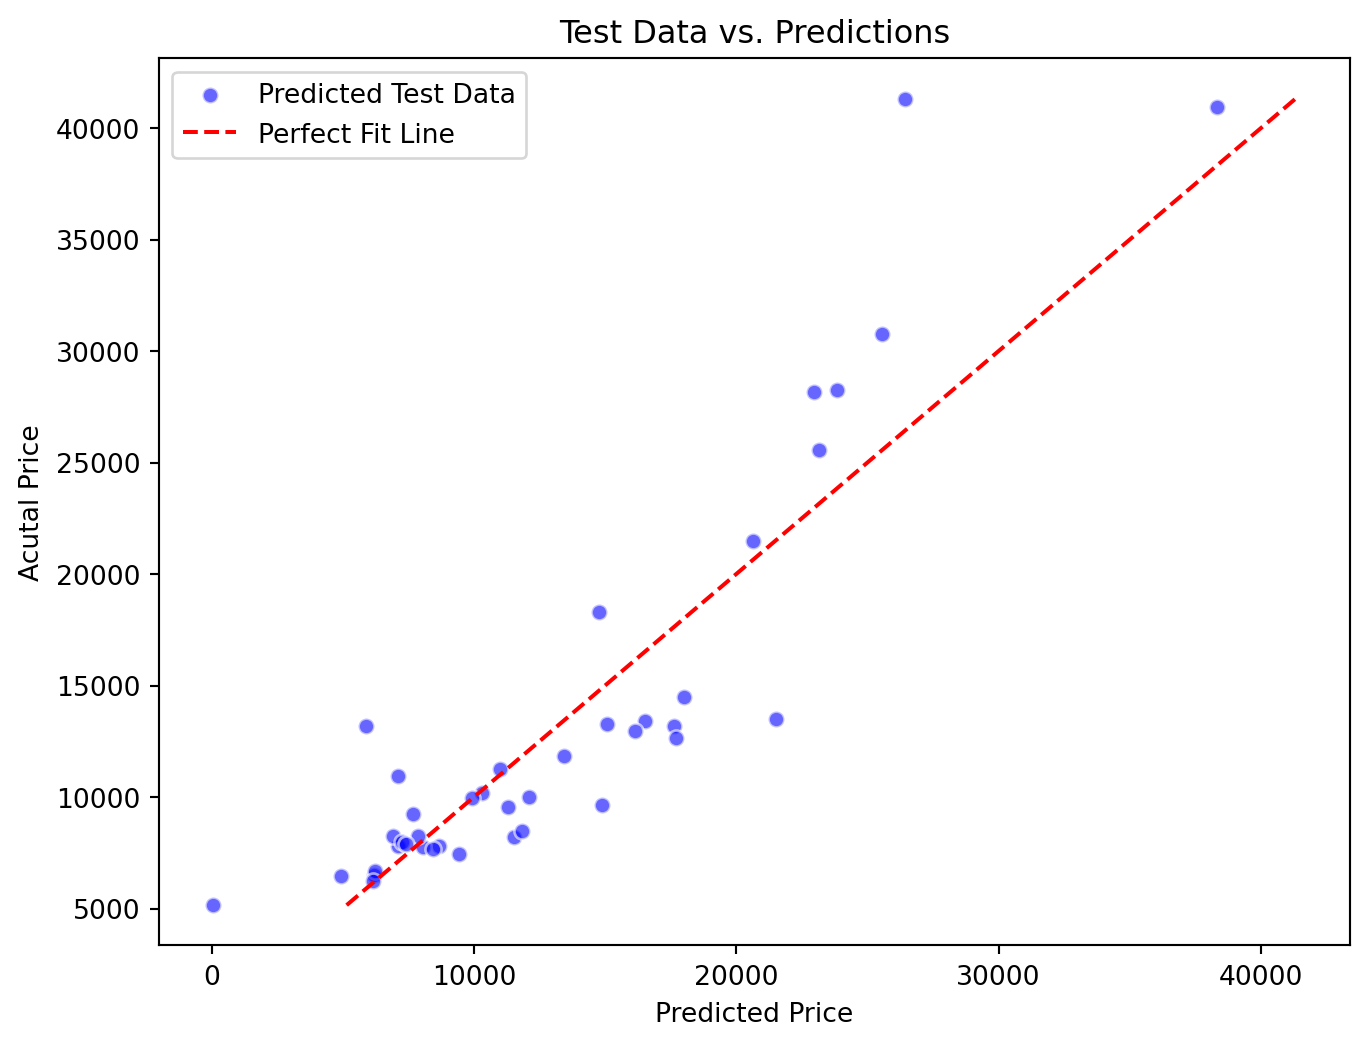 Test Data vs. Predictions
Predicted Test Data
Perfect Fit Line
40000
35000
30000
25000
20000
15000
10000
5000
Acutal Price
0
10000
20000
30000
40000
Predicted Price